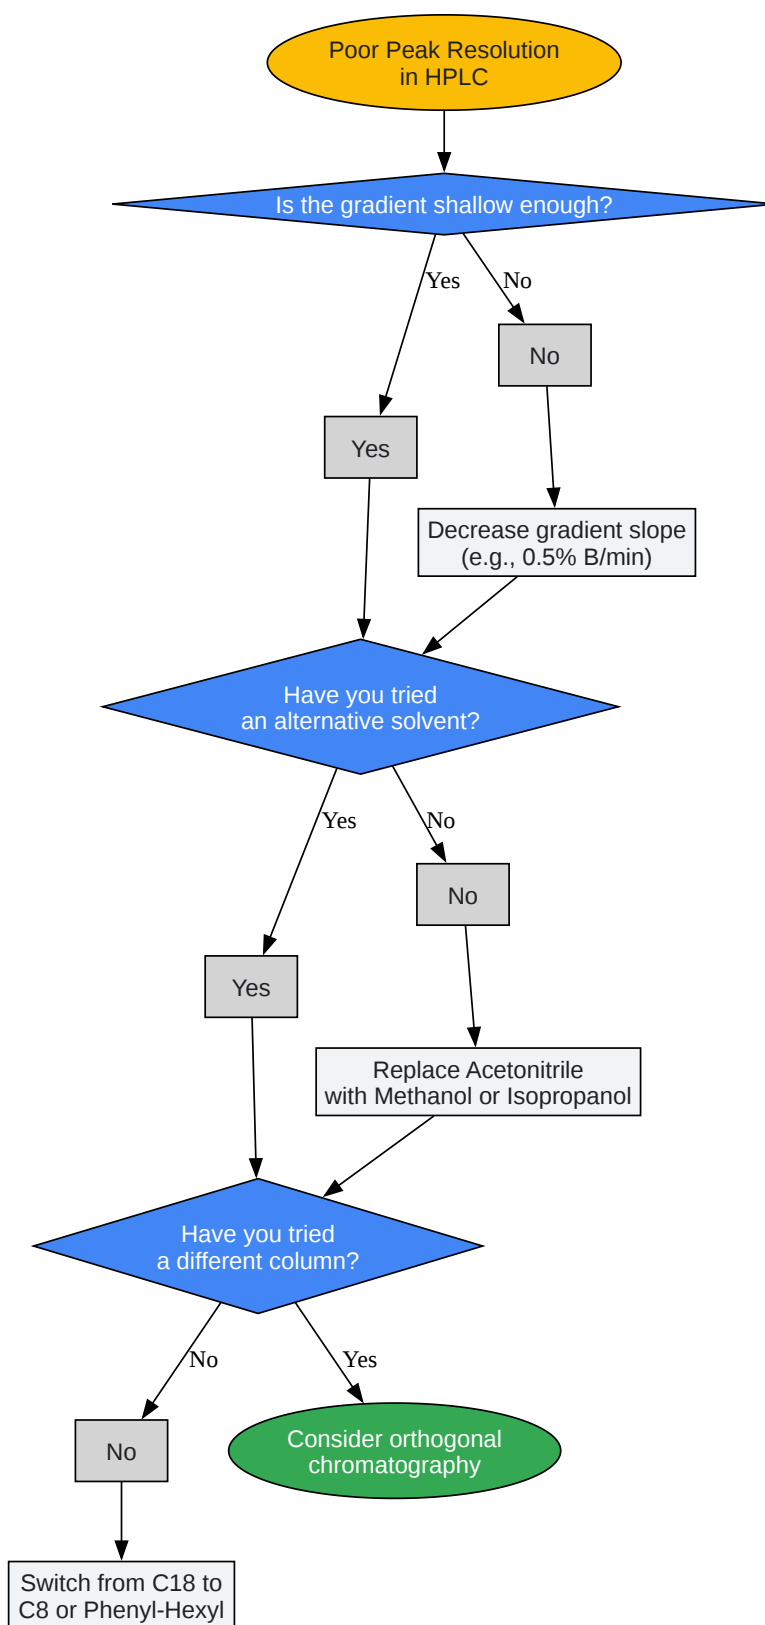 Poor Peak Resolution
in HPLC
Is the gradient shallow enough?
Yes
No
No
Yes
Decrease gradient slope
(e.g., 0.5% B/min)
Have you tried
an alternative solvent?
Yes
No
No
Yes
Replace Acetonitrile
with Methanol or Isopropanol
Have you tried
a different column?
No
Yes
Consider orthogonal
chromatography
No
Switch from C18 to
C8 or Phenyl-Hexyl